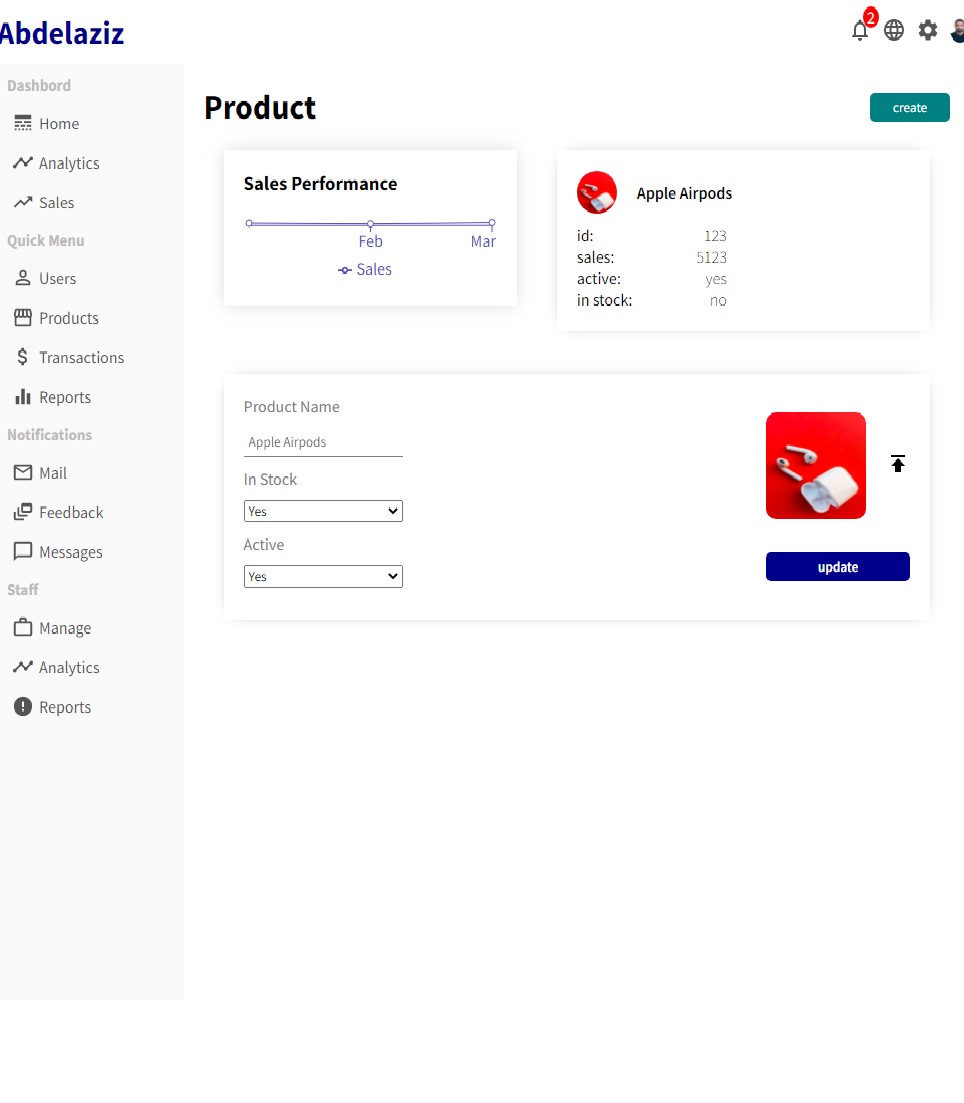 Abdelaziz
2
Dashbord
Home
Analytics
Sales
Quick Menu
Users
Products
Transactions
Reports
Notifications
Mail
Feedback
Messages
Staff
Manage
Analytics
Reports
Product
create
Sales Performance
Feb Mar
Sales
Apple Airpods
id: 123
sales: 5123
active: yes
in stock: no
Product Name
Apple Airpods
In Stock
Yes
Active
Yes
update